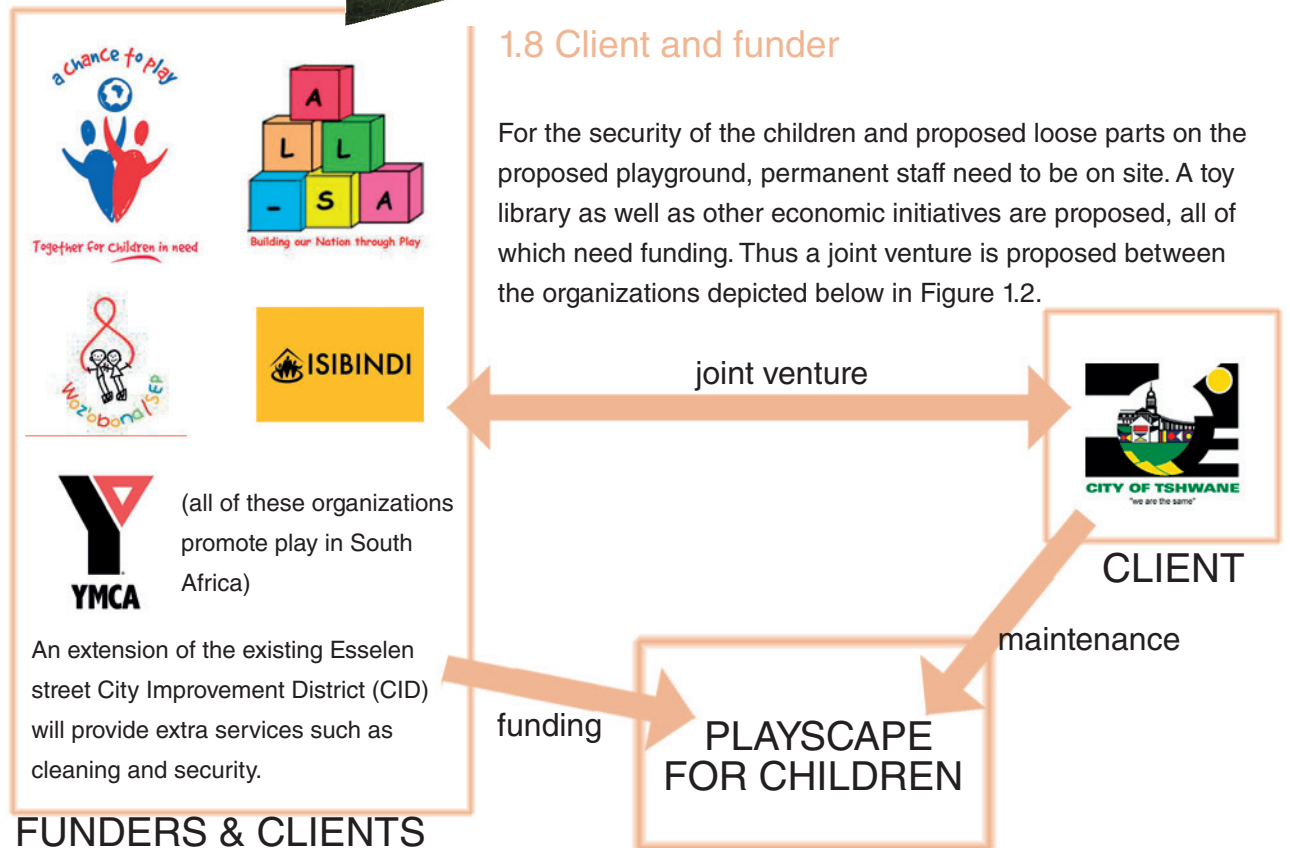 1.8 Client and funder
For the security of the children and proposed loose parts on the
proposed playground, permanent staff need to be on site. A toy
library as well as other economic initiatives are proposed, all of
which need funding. Thus a joint venture is proposed between
the organizations depicted below in Figure 1.2.
a chance to play
Together for Children in need
A
L L
- S A
Building our Nation through Play
Woz'obona/SEP
ISIBINDI
YMCA
(all of these organizations
promote play in South
Africa)
An extension of the existing Esselen
street City Improvement District (CID)
will provide extra services such as
cleaning and security.
FUNDERS & CLIENTS
joint venture
CITY OF TSHWANE
"we are the same"
CLIENT
maintenance
funding
PLAYSCAPE
FOR CHILDREN